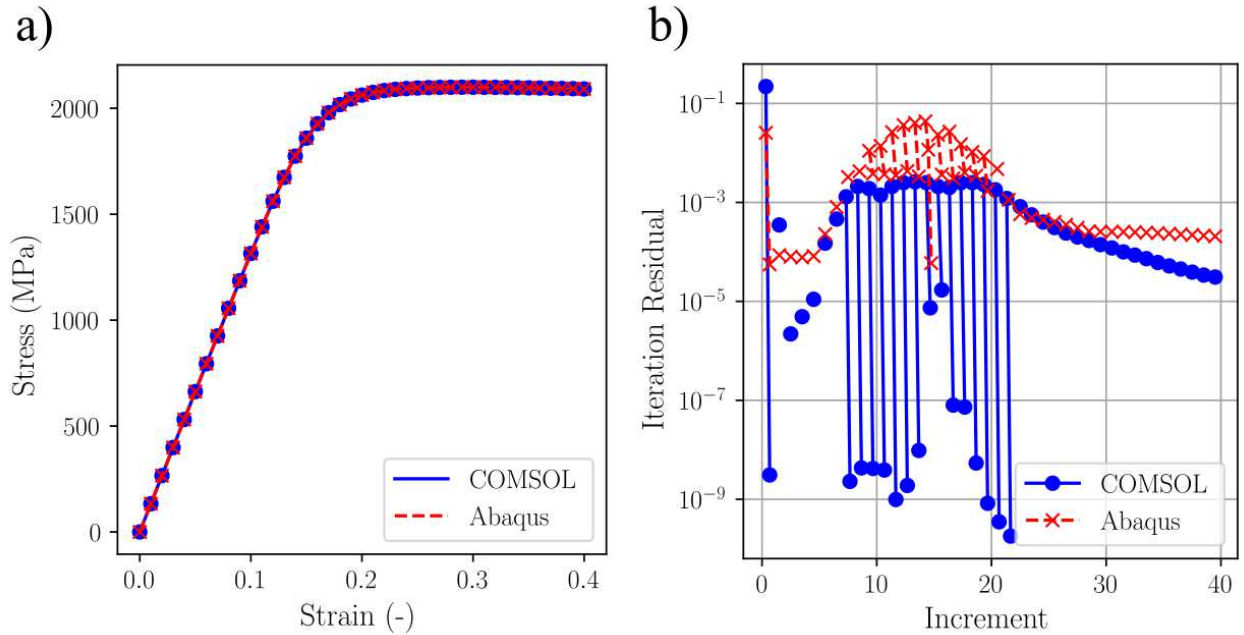 a)
2000
1500
1000
500
0
Stress (MPa)
0.0 0.1 0.2 0.3 0.4
Strain (-)
COMSOL
Abaqus
b)
10⁻¹
10⁻³
10⁻⁵
10⁻⁷
10⁻⁹
Iteration Residual
0 10 20 30 40
Increment
COMSOL
Abaqus